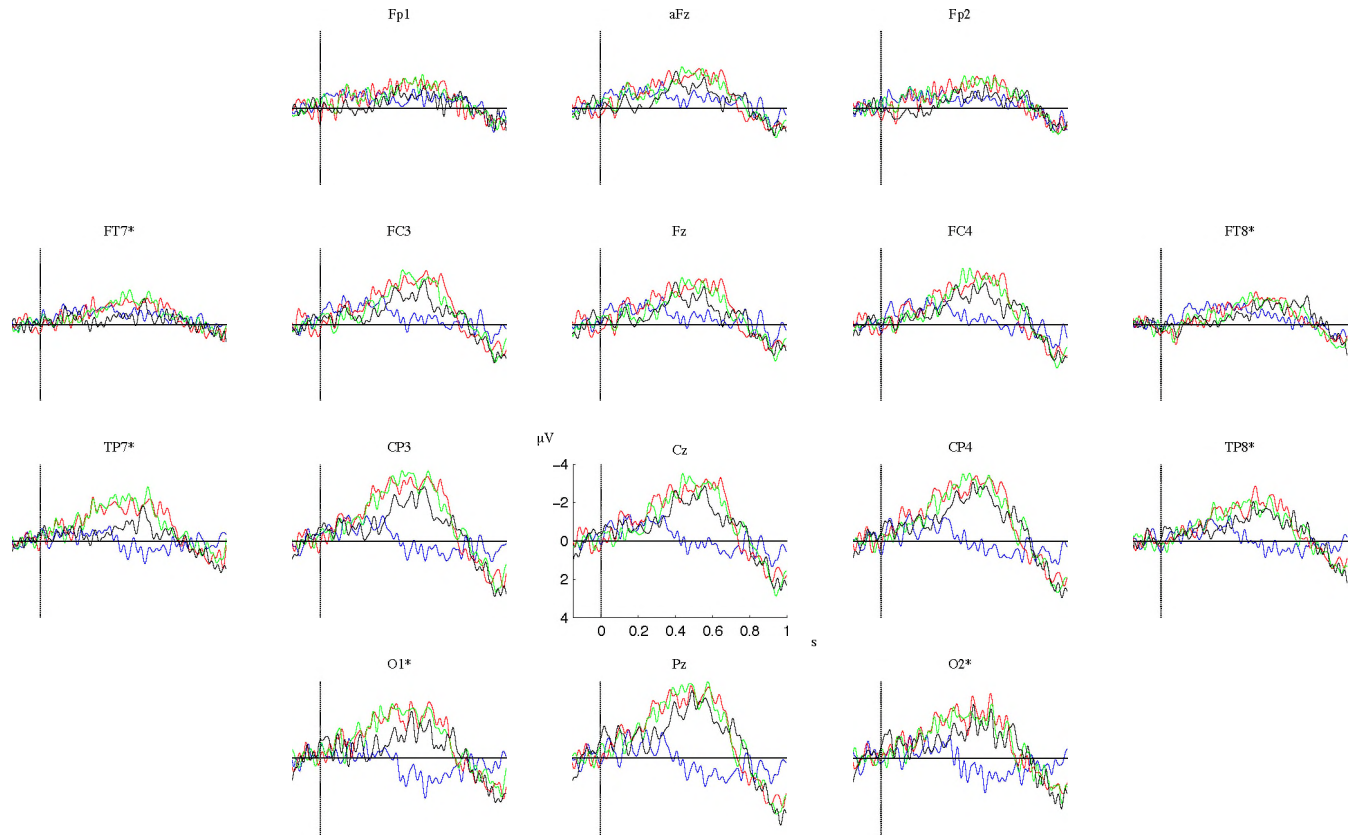 Fp1 aFz Fp2
FT7* FC3 Fz FC4 FT8*
TP7* CP3 Cz CP4 TP8*
μV
−4
−2
0
2
4
0 0.2 0.4 0.6 0.8 1
s
O1* Pz O2*